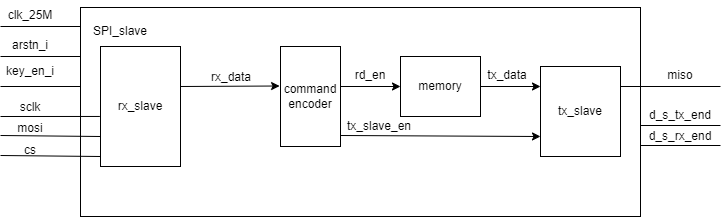 clk_25M
SPI_slave
arstn_i
key_en_i
sclk
mosi
cs
rx_slave
rx_data
command
encoder
rd_en
tx_slave_en
memory
tx_data
tx_slave
miso
d_s_tx_end
d_s_rx_end